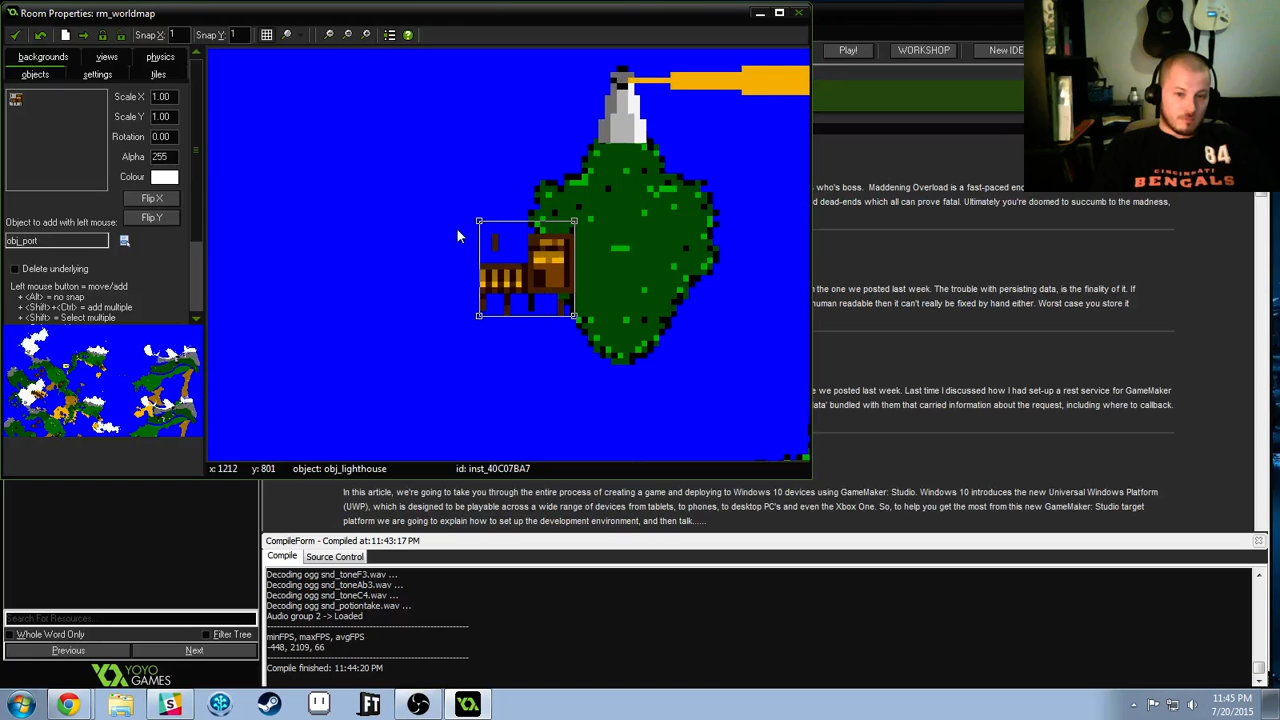 Room Properties: rm_worldmap
Snap X: 1 Snap Y: 1
backgrounds views physics
objects settings tiles
Scale X 1.00
Scale Y 1.00
Rotation 0.00
Alpha 255
Colour
Flip X
Object to add with left mouse: Flip Y
obj_port
Delete underlying
Left mouse button = move/add
+ <Alt> = no snap
+ <Shift>+<Ctrl> = add multiple
+ <Shift> = Select multiple
x: 1212 y: 801 object: obj_lighthouse id: inst_40C07BA7
Play! WORKSHOP New IDE
84
BENGALS
who's boss. Maddening Overload is a fast-paced end
dead-ends which all can prove fatal. Ultimately you're doomed to succumb to the madness,
the one we posted last week. The trouble with persisting data, is the finality of it. If
human readable then it can't really be fixed by hand either. Worst case you store it
we posted last week. Last time I discussed how I had set-up a rest service for GameMaker
data' bundled with them that carried information about the request, including where to callback.
In this article, we're going to take you through the entire process of creating a game and deploying to Windows 10 devices using GameMaker: Studio. Windows 10 introduces the new Universal Windows Platform
(UWP), which is designed to be playable across a wide range of devices from tablets, to phones, to desktop PC's and even the Xbox One. So, to help you get the most from this new GameMaker: Studio target
platform we are going to explain how to set up the development environment, and then talk......
CompileForm - Compiled at:11:43:17 PM
Compile Source Control
Decoding ogg snd_toneF3.wav ...
Decoding ogg snd_toneAb3.wav ...
Decoding ogg snd_toneC4.wav ...
Decoding ogg snd_potiontake.wav ...
Audio group 2 -> Loaded
minFPS, maxFPS, avgFPS
-448, 2109, 66
Compile finished: 11:44:20 PM
Search For Resources...
Whole Word Only Filter Tree
Previous Next
YOYO
GAMES
FT
11:45 PM
7/20/2015